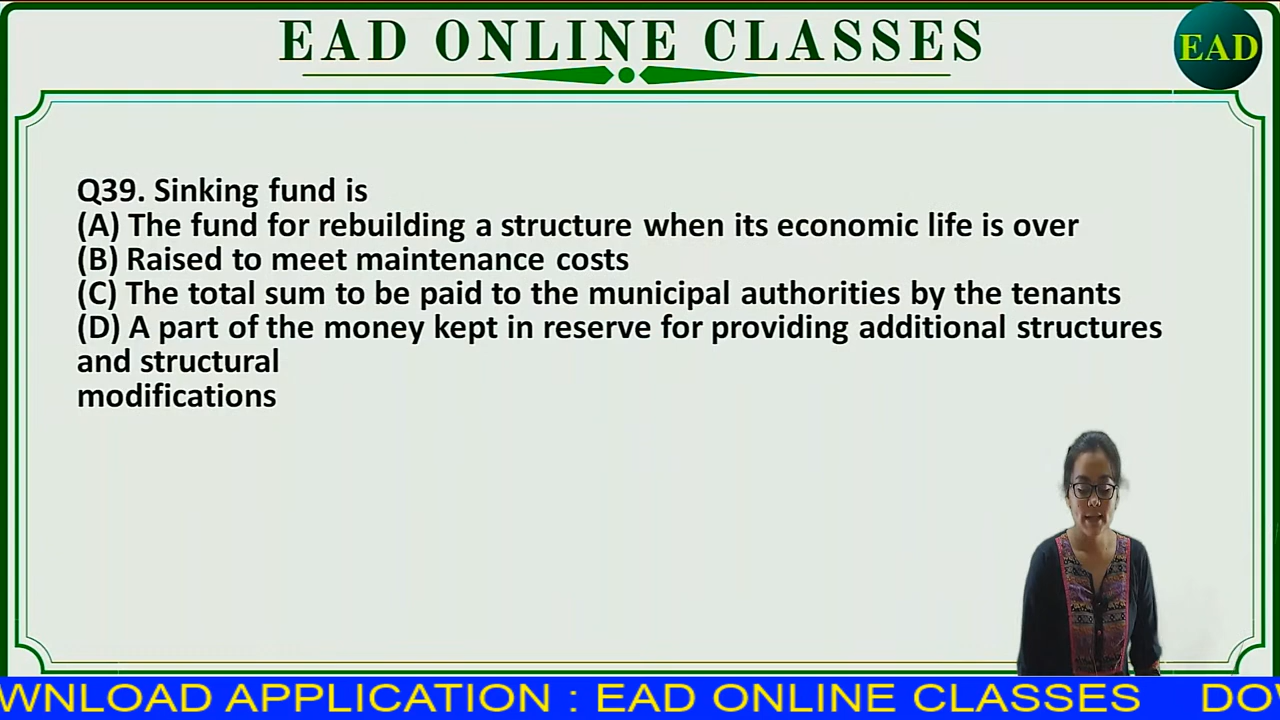 EAD ONLINE CLASSES
EAD
Q39. Sinking fund is
(A) The fund for rebuilding a structure when its economic life is over
(B) Raised to meet maintenance costs
(C) The total sum to be paid to the municipal authorities by the tenants
(D) A part of the money kept in reserve for providing additional structures
and structural
modifications
WNLOAD APPLICATION : EAD ONLINE CLASSES DO